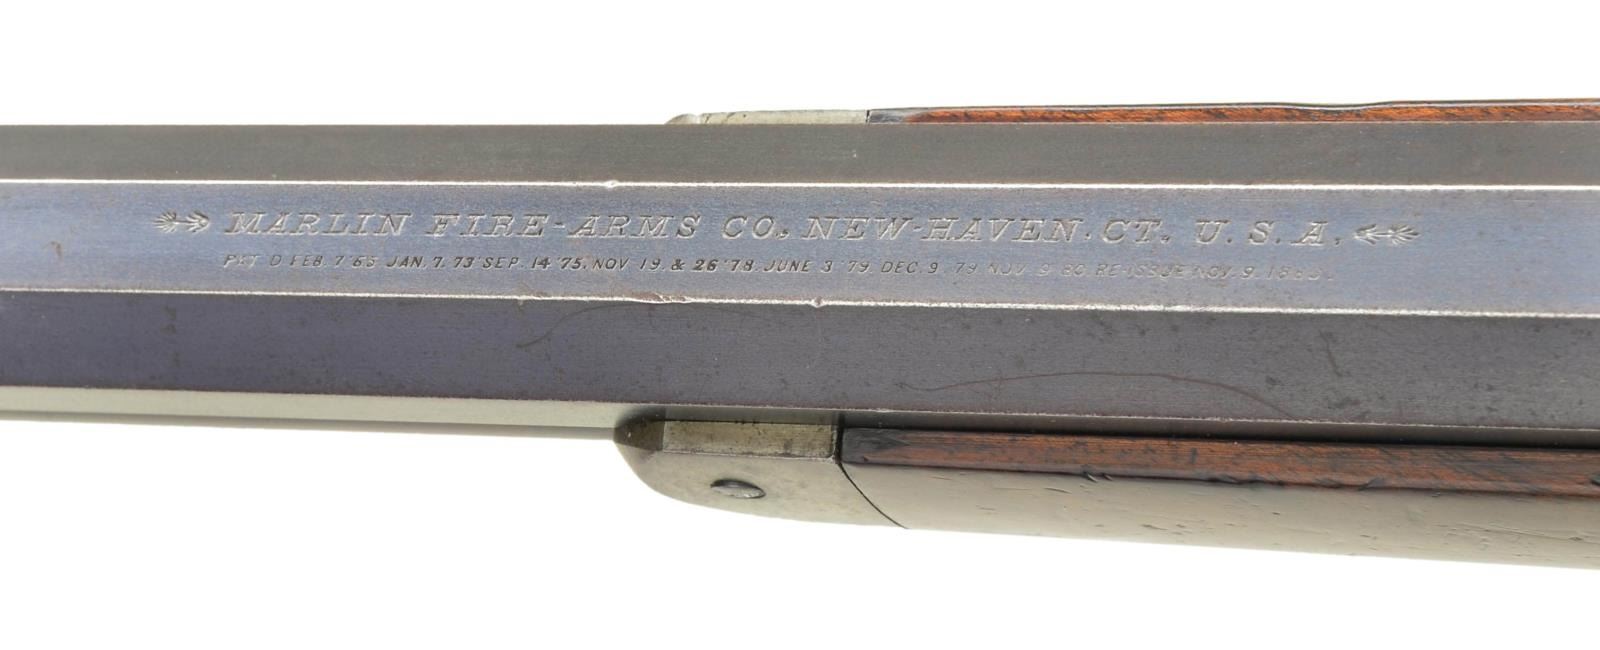 MARLIN FIRE-ARMS CO. NEW-HAVEN. CT. U.S.A.
PAT'D FEB. 7 '65 JAN. 7. 73 SEP. 14 '75. NOV 19. & 26 '78. JUNE 3 '79. DEC. 9. 79 NOV 9 80. RE-ISSUE NOV. 9. 1880.